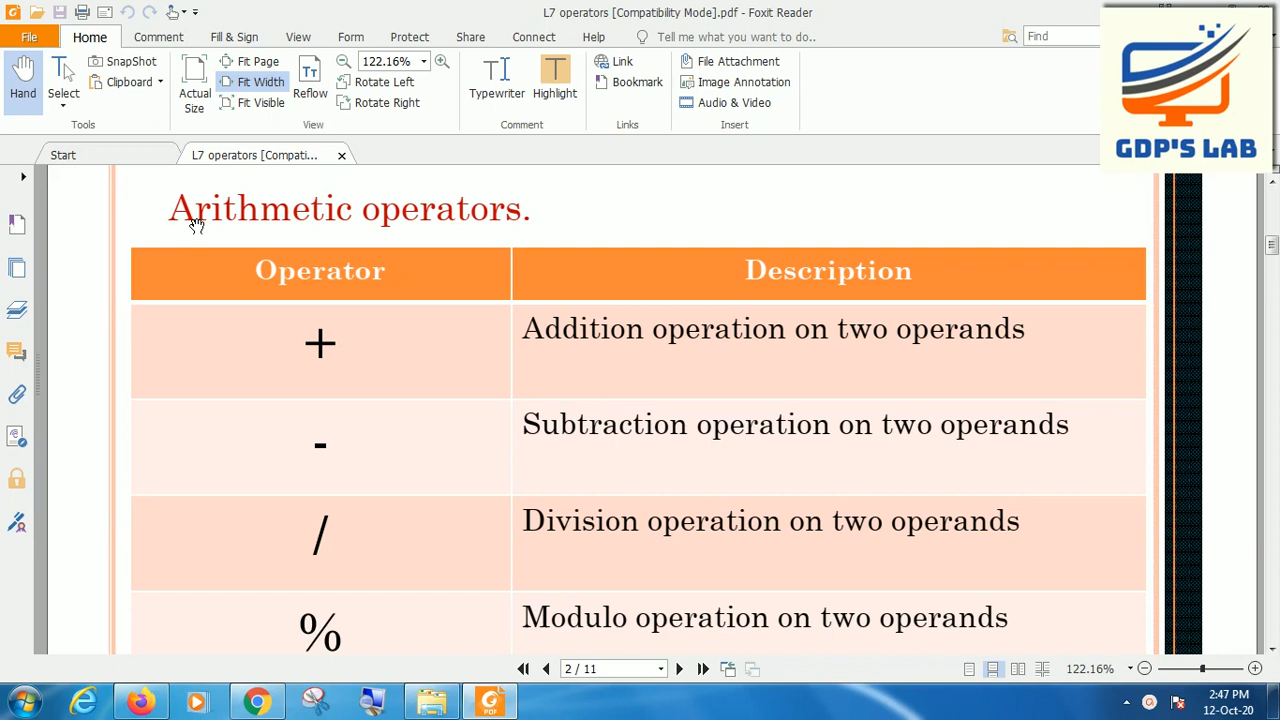 L7 operators [Compatibility Mode].pdf - Foxit Reader
File Home Comment Fill & Sign View Form Protect Share Connect Help Tell me what you want to do.. Find
Hand
Select
SnapShot
Clipboard
Tools
Actual Size
Fit Page
Fit Width
Fit Visible
Reflow
122.16%
Rotate Left
Rotate Right
View
Typewriter
Highlight
Comment
Link
Bookmark
Links
File Attachment
Image Annotation
Audio & Video
Insert
GDP'S LAB
Start
L7 operators [Compati...
Arithmetic operators.
Operator Description
+ Addition operation on two operands
- Subtraction operation on two operands
/ Division operation on two operands
% Modulo operation on two operands
2 / 11
122.16%
PDF
2:47 PM
12-Oct-20